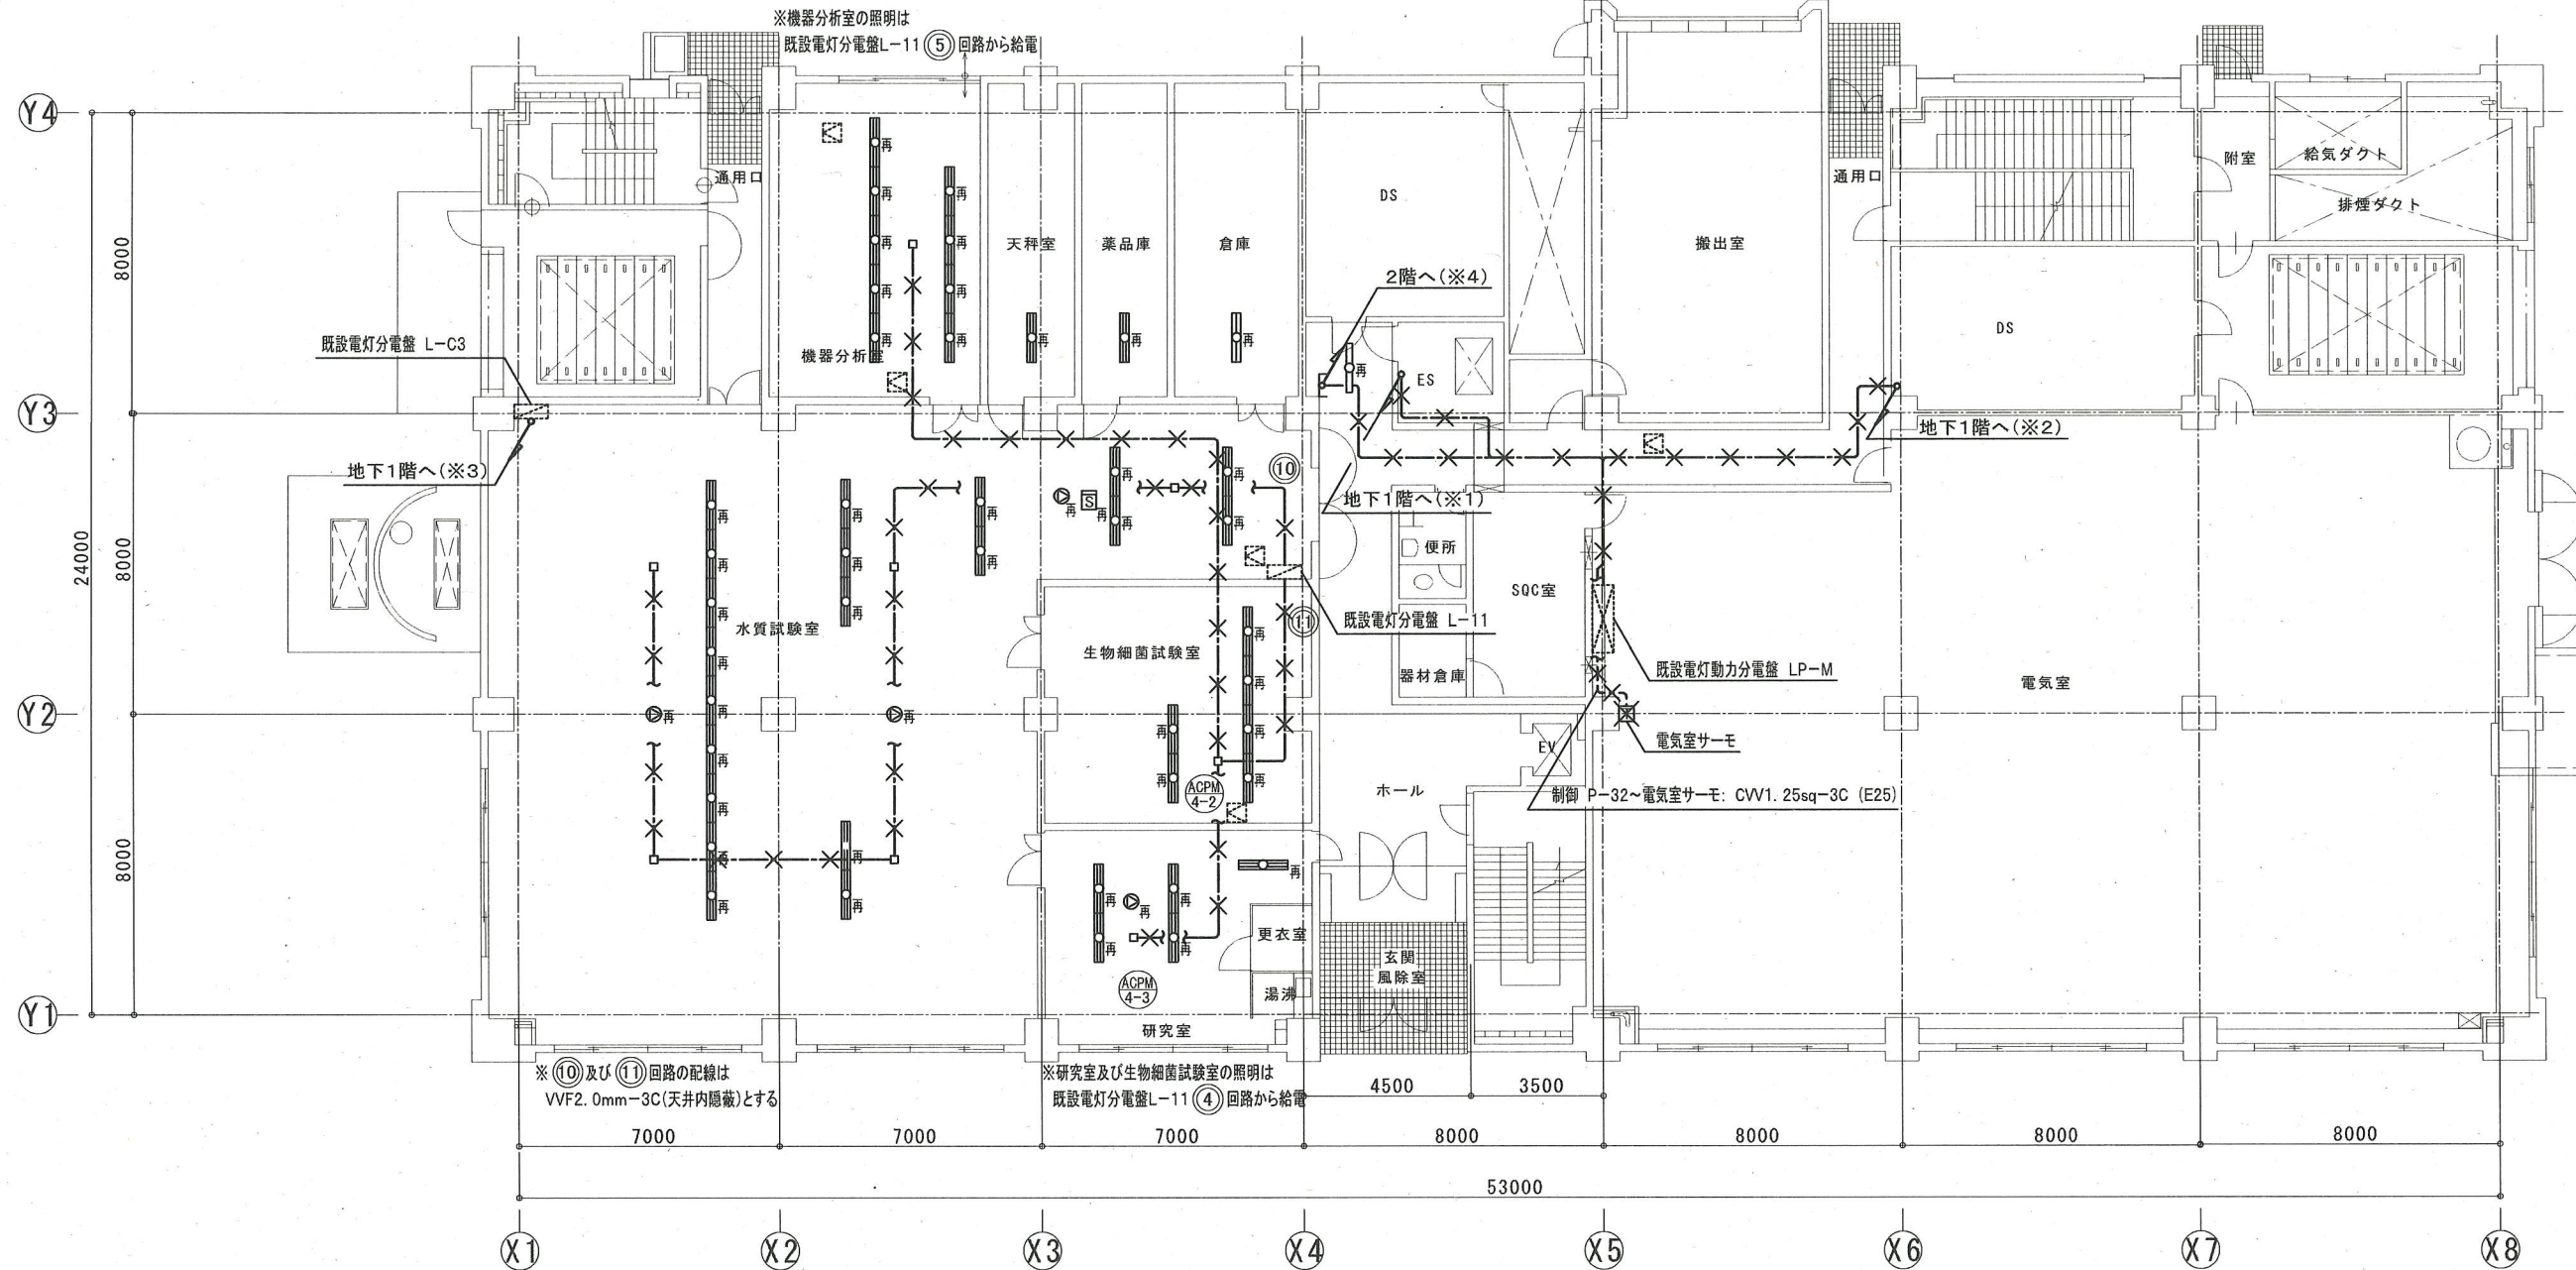 ※機器分析室の照明は
既設電灯分電盤L-11 ⑤ 回路から給電
Y4
通用口
通用口
附室
給気ダクト
排煙ダクト
DS
8000
天秤室
薬品庫
倉庫
搬出室
2階へ(※4)
既設電灯分電盤 L-C3
機器分析室
ES
DS
Y3
地下1階へ(※2)
地下1階へ(※3)
⑩
地下1階へ(※1)
S
24000
8000
便所
SQC室
水質試験室
⑪
既設電灯分電盤 L-11
生物細菌試験室
器材倉庫
既設電灯動力分電盤 LP-M
電気室
Y2
電気室サーモ
EV
ACPM
4-2
ホール
制御 P-32~電気室サーモ: CVV1.25sq-3C (E25)
8000
再
更衣室
玄関
風除室
ACPM
4-3
湯沸
Y1
研究室
※ ⑩ 及び ⑪ 回路の配線は
VVF2.0mm-3C(天井内隠蔽)とする
※研究室及び生物細菌試験室の照明は
既設電灯分電盤L-11 ④ 回路から給電
4500
3500
7000
7000
7000
8000
8000
8000
8000
53000
X1
X2
X3
X4
X5
X6
X7
X8